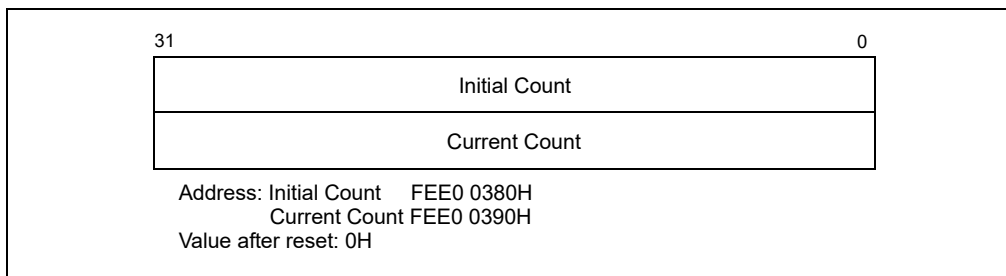 31 0
Initial Count
Current Count
Address: Initial Count FEE0 0380H
Current Count FEE0 0390H
Value after reset: 0H